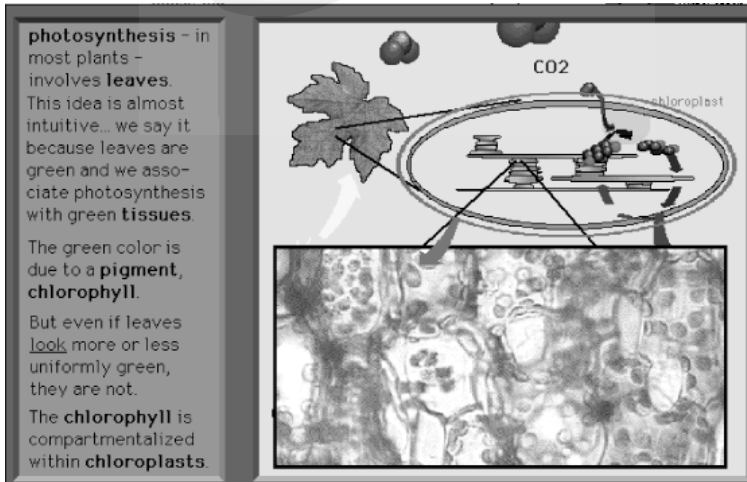 photosynthesis - in
most plants -
involves leaves.
This idea is almost
intuitive... we say it
because leaves are
green and we asso-
ciate photosynthesis
with green tissues.
The green color is
due to a pigment,
chlorophyll.
But even if leaves
look more or less
uniformly green,
they are not.
The chlorophyll is
compartmentalized
within chloroplasts.
CO2
chloroplast